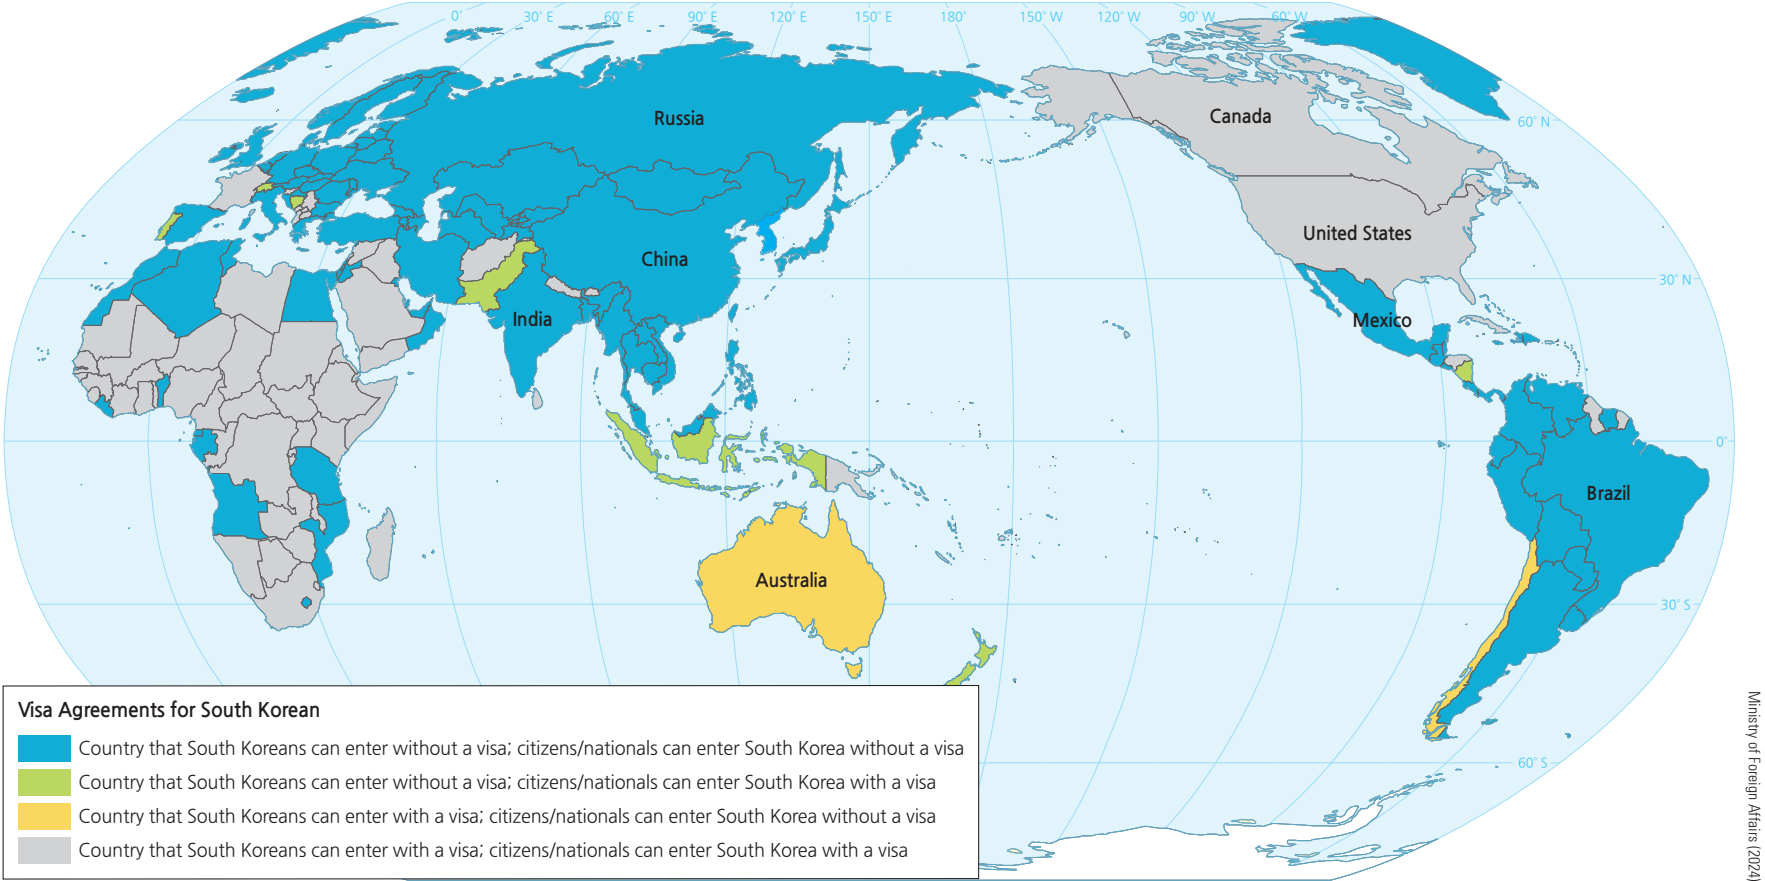 0° 30° E 60° E 90° E 120° E 150° E 180° 150° W 120° W 90° W 60° W
Russia
Canada
60° N
United States
China
30° N
India
Mexico
0°
Brazil
Australia
30° S
60° S
Visa Agreements for South Korean
Country that South Koreans can enter without a visa; citizens/nationals can enter South Korea without a visa
Country that South Koreans can enter without a visa; citizens/nationals can enter South Korea with a visa
Country that South Koreans can enter with a visa; citizens/nationals can enter South Korea without a visa
Country that South Koreans can enter with a visa; citizens/nationals can enter South Korea with a visa
Ministry of Foreign Affairs (2024)